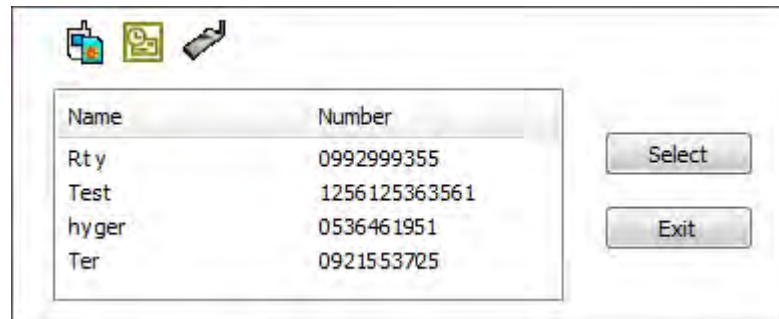 Name Number
Rty 0992999355
Test 1256125363561
hyger 0536461951
Ter 0921553725
Select
Exit